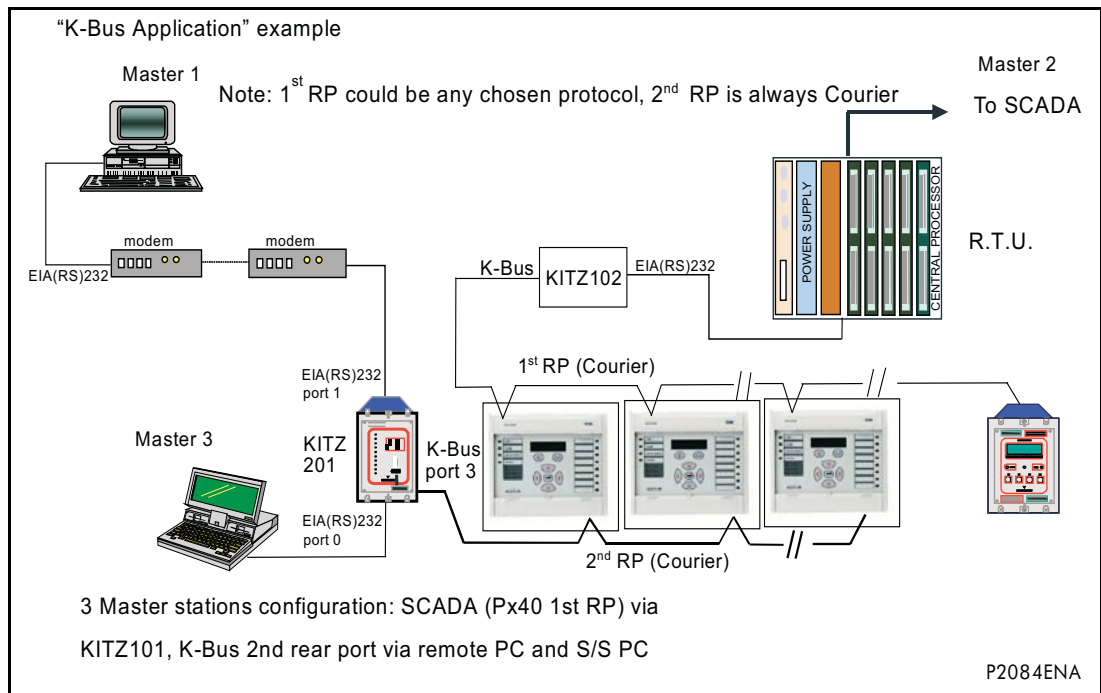 “K-Bus Application” example
Master 1
Note: 1st RP could be any chosen protocol, 2nd RP is always Courier
Master 2
To SCADA
POWER SUPPLY
CENTRAL PROCESSOR
R.T.U.
modem
modem
EIA(RS)232
K-Bus
KITZ102
EIA(RS)232
1st RP (Courier)
EIA(RS)232
port 1
Master 3
KITZ
201
K-Bus
port 3
EIA(RS)232
port 0
2nd RP (Courier)
3 Master stations configuration: SCADA (Px40 1st RP) via
KITZ101, K-Bus 2nd rear port via remote PC and S/S PC
P2084ENA